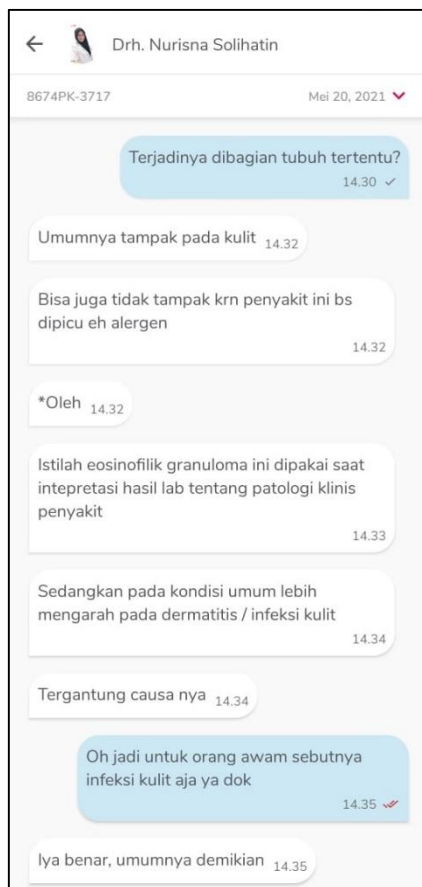 Drh. Nurisna Solihatin
8674PK-3717 Mei 20, 2021
Terjadinya dibagian tubuh tertentu?
14.30
Umumnya tampak pada kulit 14.32
Bisa juga tidak tampak krn penyakit ini bs
dipicu eh alergen
14.32
*Oleh 14.32
Istilah eosinofilik granuloma ini dipakai saat
intepretasi hasil lab tentang patologi klinis
penyakit
14.33
Sedangkan pada kondisi umum lebih
mengarah pada dermatitis / infeksi kulit
14.34
Tergantung causa nya 14.34
Oh jadi untuk orang awam sebutnya
infeksi kulit aja ya dok
14.35
Iya benar, umumnya demikian 14.35